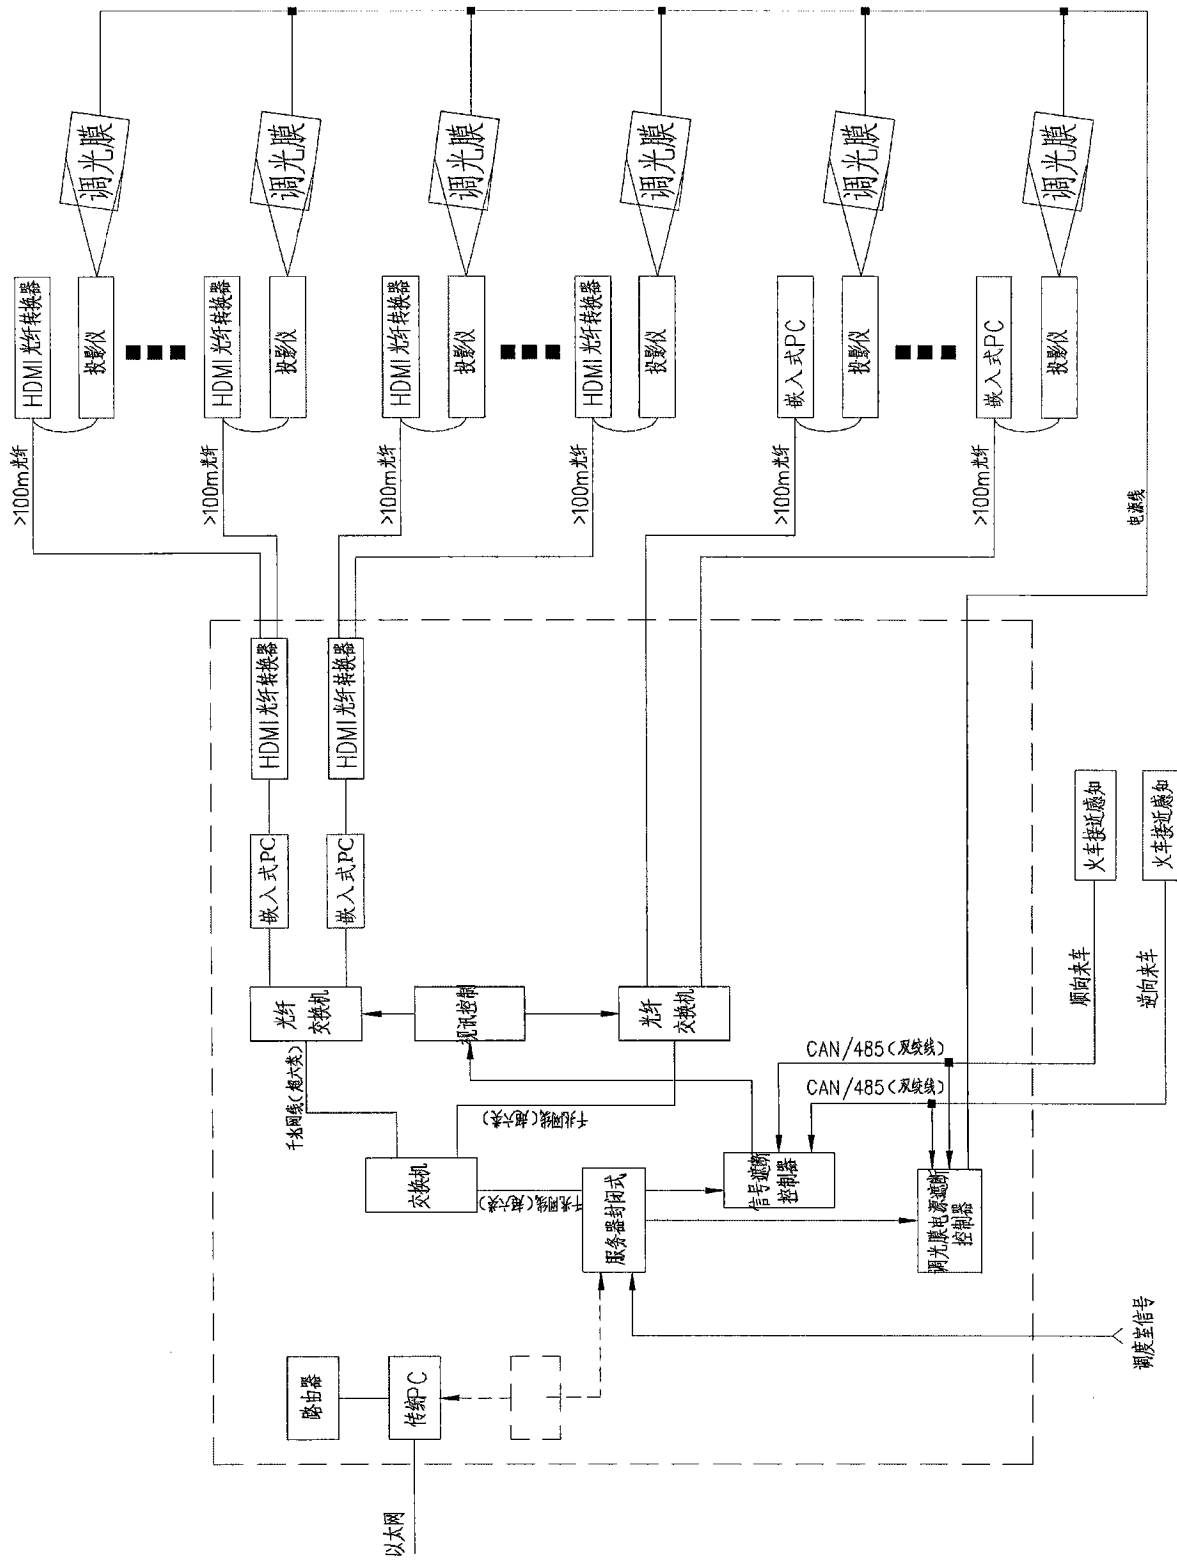 调光膜
调光膜
调光膜
调光膜
调光膜
调光膜
HDMI光纤转换器
投影仪
HDMI光纤转换器
投影仪
HDMI光纤转换器
投影仪
HDMI光纤转换器
投影仪
嵌入式PC
投影仪
嵌入式PC
投影仪
>100m光纤
>100m光纤
>100m光纤
>100m光纤
>100m光纤
>100m光纤
电源线
HDMI光纤转换器
HDMI光纤转换器
嵌入式PC
嵌入式PC
火车接近感知
火车接近感知
顺向来车
逆向来车
光纤
交换机
视讯控制
光纤
交换机
CAN/485(双绞线)
CAN/485(双绞线)
千兆网线(超六类)
千兆网线(超六类)
千兆网线(超六类)
交换机
服务器封闭式
信号遮断
控制器
调光膜电源遮断
控制器
调度室信号
路由器
传统PC
以太网